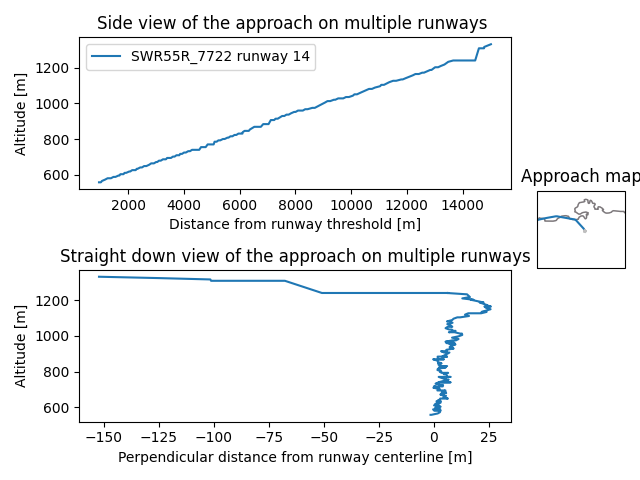 Side view of the approach on multiple runways
SWR55R_7722 runway 14
Altitude [m]
1200
1000
800
600
2000 4000 6000 8000 10000 12000 14000
Distance from runway threshold [m]
Approach map
Straight down view of the approach on multiple runways
Altitude [m]
1200
1000
800
600
−150 −125 −100 −75 −50 −25 0 25
Perpendicular distance from runway centerline [m]